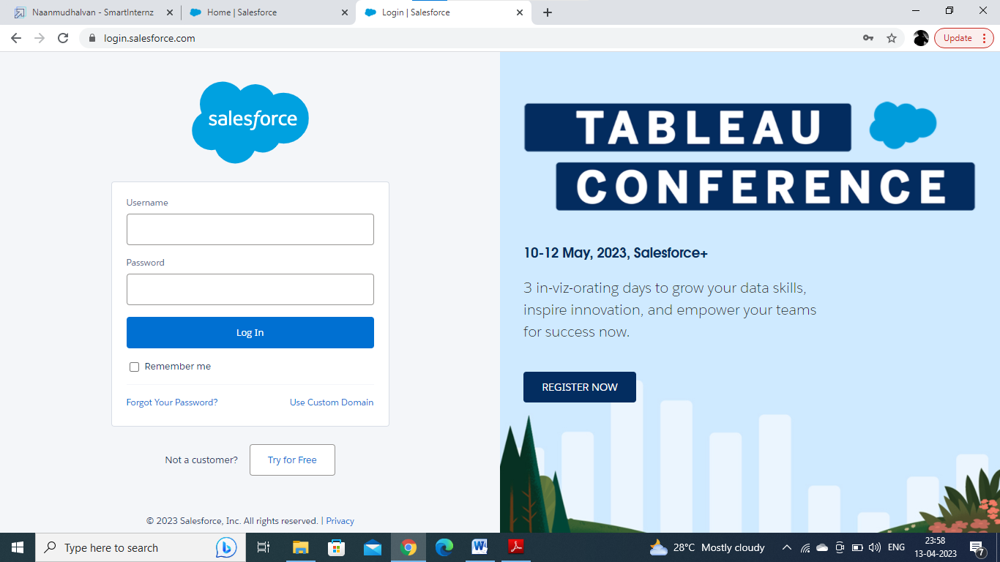 Naanmudhalvan - SmartInternz
Home | Salesforce
Login | Salesforce
login.salesforce.com
Update
salesforce
Username
Password
Log In
Remember me
Forgot Your Password?
Use Custom Domain
Not a customer?
Try for Free
© 2023 Salesforce, Inc. All rights reserved. | Privacy
TABLEAU
CONFERENCE
10-12 May, 2023, Salesforce+
3 in-viz-orating days to grow your data skills,
inspire innovation, and empower your teams
for success now.
REGISTER NOW
Type here to search
W
28°C Mostly cloudy
ENG
23:58
13-04-2023
7